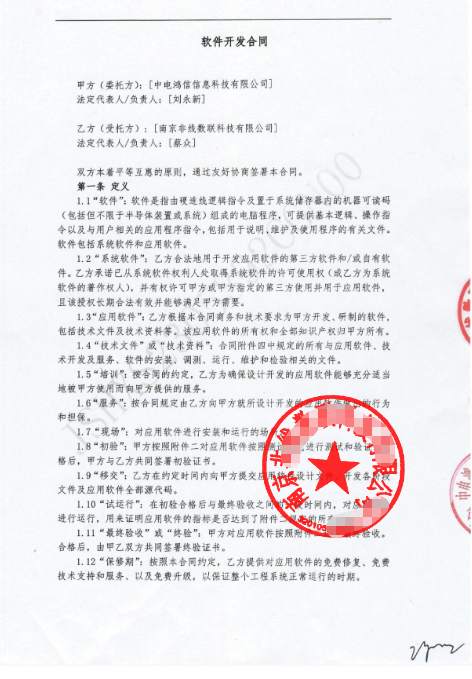 软件开发合同
甲方（委托方）：[中电鸿信信息科技有限公司]
法定代表人/负责人：[刘永新]
乙方（受托方）：[南京非线数联科技有限公司]
法定代表人/负责人：[蔡众]
双方本着平等互惠的原则，通过友好协商签署本合同。
第一条 定义
1.1“软件”：软件是指由硬连线逻辑指令及置于系统储存器内的机器可读码
（包括但不限于半导体装置或系统）组成的电脑程序，可提供基本逻辑、操作指
令以及与用户相关的应用程序指令，包括用于说明、维护及使用程序的有关文件。
软件包括系统软件和应用软件。
1.2“系统软件”：乙方合法地用于开发应用软件的第三方软件和/或自有软
件。乙方承诺已从系统软件权利人处取得系统软件的许可使用权（或乙方为系统
软件的著作权人），并有权许可甲方或甲方指定的第三方使用并用于应用软件，
且该授权长期合法有效并能够满足甲方需要。
1.3“应用软件”：乙方根据本合同商务和技术要求为甲方开发、研制的软件，
包括技术文件及技术资料等；该应用软件的所有权和全部知识产权归甲方所有。
1.4“技术文件”或“技术资料”：合同附件四中规定的所有与应用软件、技
术开发及服务、软件的安装、调测、运行、维护和检验相关的文件。
1.5“培训”：按合同的约定，乙方为确保设计开发的应用软件能够充分适当
地被甲方使用而向甲方提供的服务。
1.6“服务”：按合同规定由乙方向甲方就所设计开发的 的行为
和担保。
1.7“现场”：对应用软件进行安装和运行的场
1.8“初验”：甲方按照附件二对应用软件按照测 进行测试和验
格后，甲方与乙方共同签署初验证书。
1.9“移交”：乙方在约定时间内向甲方提交应用 设计文 发各阶段
文件及应用软件全部源代码。
1.10“试运行”：在初验合格后与最终验收之间的 时间内，对应
进行运行，用来证明应用软件的指标是否达到了附件二 的所
1.11“最终验收”或“终验”：甲方对应用软件按照附件 终验收。
合格后，由甲乙双方共同签署终验证书。
1.12“保修期”：按照本合同约定，乙方提供对应用软件的免费修复、免费
技术支持和服务、以及免费升级，以保证整个工程系统正常运行的时期。
南京非
320105